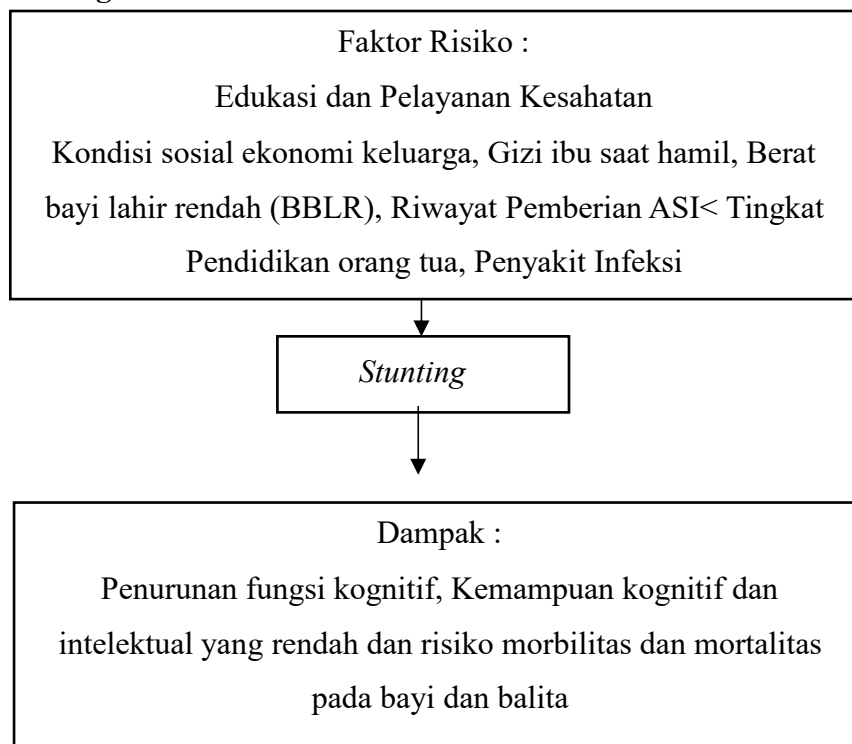 Faktor Risiko :
Edukasi dan Pelayanan Kesahatan
Kondisi sosial ekonomi keluarga, Gizi ibu saat hamil, Berat
bayi lahir rendah (BBLR), Riwayat Pemberian ASI< Tingkat
Pendidikan orang tua, Penyakit Infeksi
Stunting
Dampak :
Penurunan fungsi kognitif, Kemampuan kognitif dan
intelektual yang rendah dan risiko morbilitas dan mortalitas
pada bayi dan balita